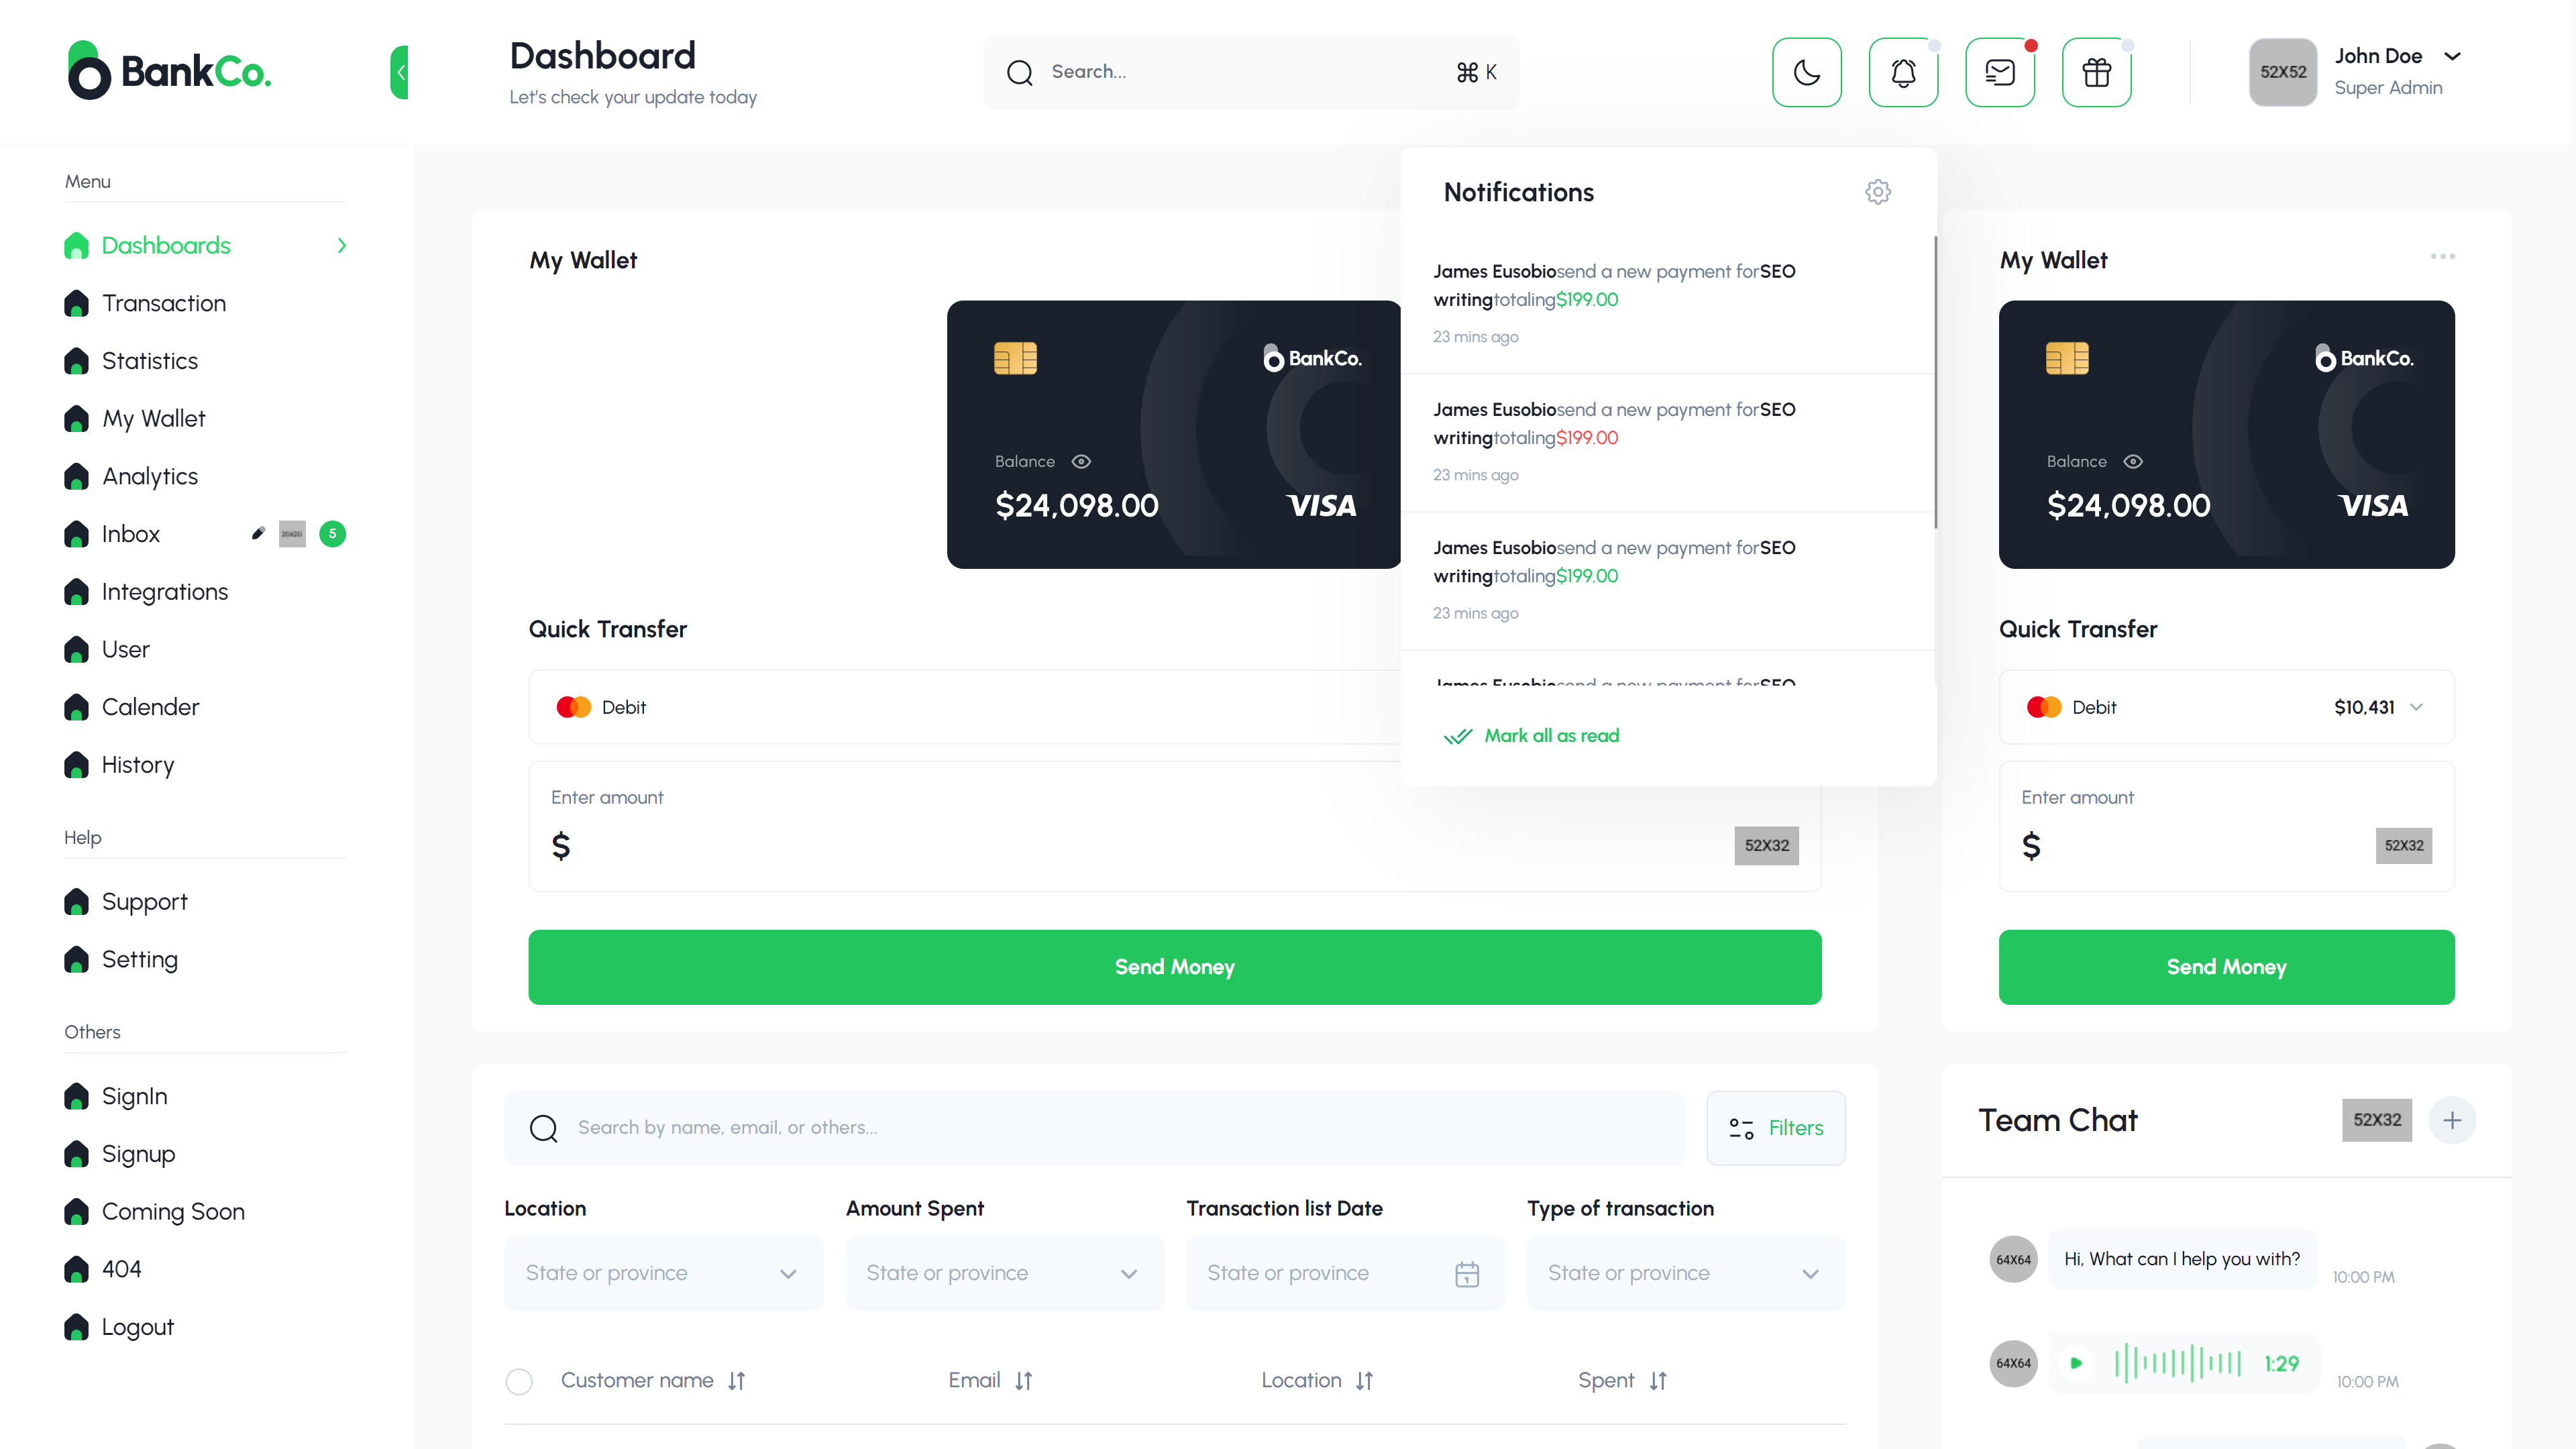 BankCo.
Dashboard
Let's check your update today
Search...
⌘ K
52X52
John Doe
Super Admin
Menu
Dashboards
Transaction
Statistics
My Wallet
Analytics
Inbox
20X20
5
Integrations
User
Calender
History
Help
Support
Setting
Others
SignIn
Signup
Coming Soon
404
Logout
My Wallet
BankCo.
Balance
$24,098.00
VISA
Quick Transfer
Debit
Enter amount
$
52X32
Send Money
Notifications
James Eusobiosend a new payment forSEO
writingtotaling$199.00
23 mins ago
James Eusobiosend a new payment forSEO
writingtotaling$199.00
23 mins ago
James Eusobiosend a new payment forSEO
writingtotaling$199.00
23 mins ago
James Eusobiosend a new payment forSEO
Mark all as read
My Wallet
BankCo.
Balance
$24,098.00
VISA
Quick Transfer
Debit
$10,431
Enter amount
$
52X32
Send Money
Search by name, email, or others...
Filters
Location
Amount Spent
Transaction list Date
Type of transaction
State or province
State or province
State or province
State or province
Customer name
Email
Location
Spent
Team Chat
52X32
64X64
Hi, What can I help you with?
10:00 PM
64X64
1:29
10:00 PM